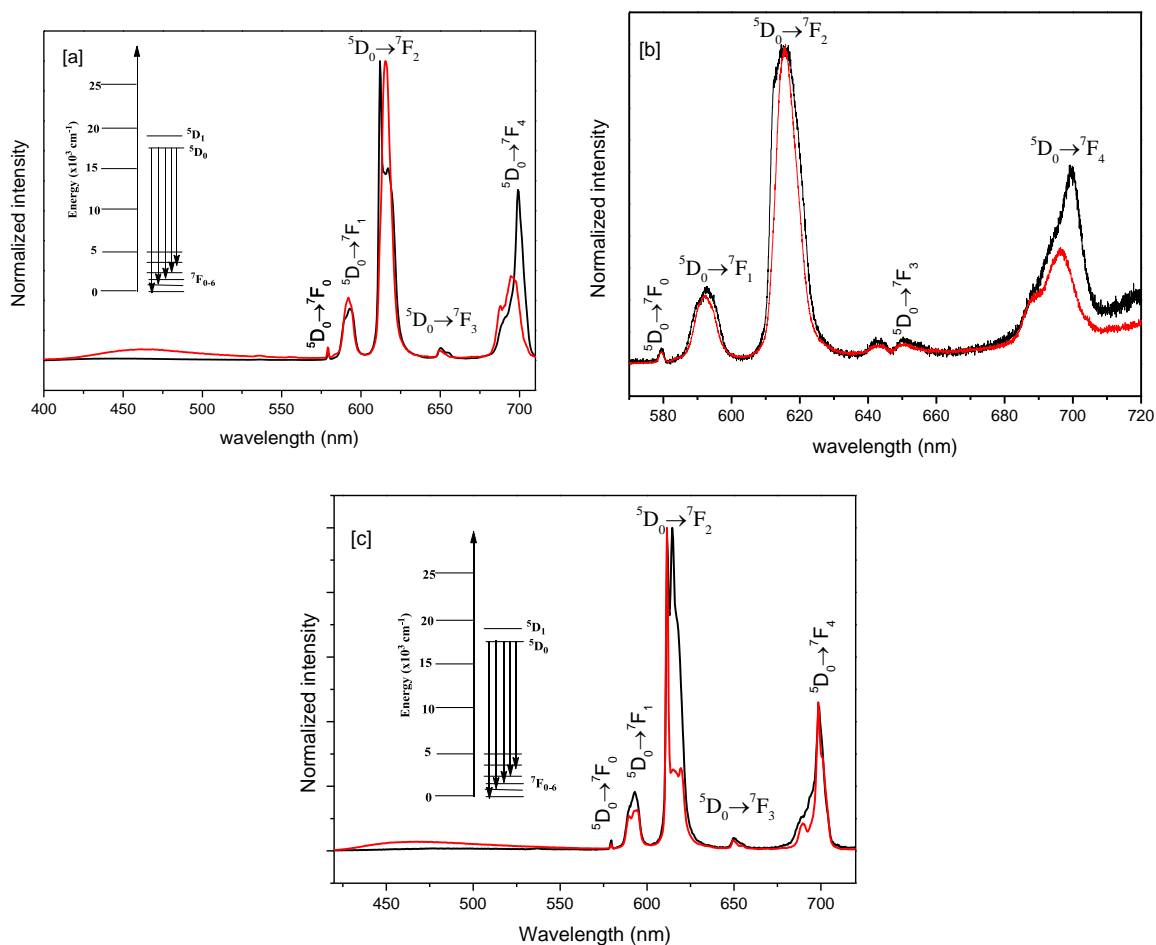 [a]
⁵D₀→⁷F₂
25
20
15
10
5
0
Energy (x10³ cm⁻¹)
⁵D₁
⁵D₀
⁷F₀₋₆
⁵D₀→⁷F₀
⁵D₀→⁷F₁
⁵D₀→⁷F₃
⁵D₀→⁷F₄
Normalized intensity
400 450 500 550 600 650 700
wavelength (nm)
[b]
⁵D₀→⁷F₂
⁵D₀→⁷F₄
⁵D₀→⁷F₁
⁵D₀→⁷F₃
⁵D₀→⁷F₀
Normalized intensity
580 600 620 640 660 680 700 720
wavelength (nm)
[c]
⁵D₀→⁷F₂
25
20
15
10
5
0
Energy (x10³ cm⁻¹)
⁵D₁
⁵D₀
⁷F₀₋₆
⁵D₀→⁷F₀
⁵D₀→⁷F₁
⁵D₀→⁷F₃
⁵D₀→⁷F₄
Normalized intensity
450 500 550 600 650 700
Wavelength (nm)